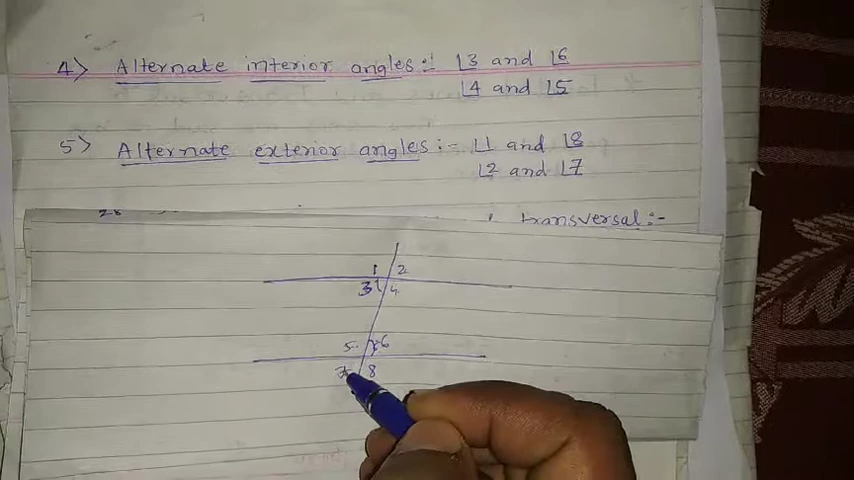 4) Alternate interior angles :- ∠3 and ∠6
∠4 and ∠5
5) Alternate exterior angles :- ∠1 and ∠8
∠2 and ∠7
transversal :-
1 2
3 4
5 6
7 8